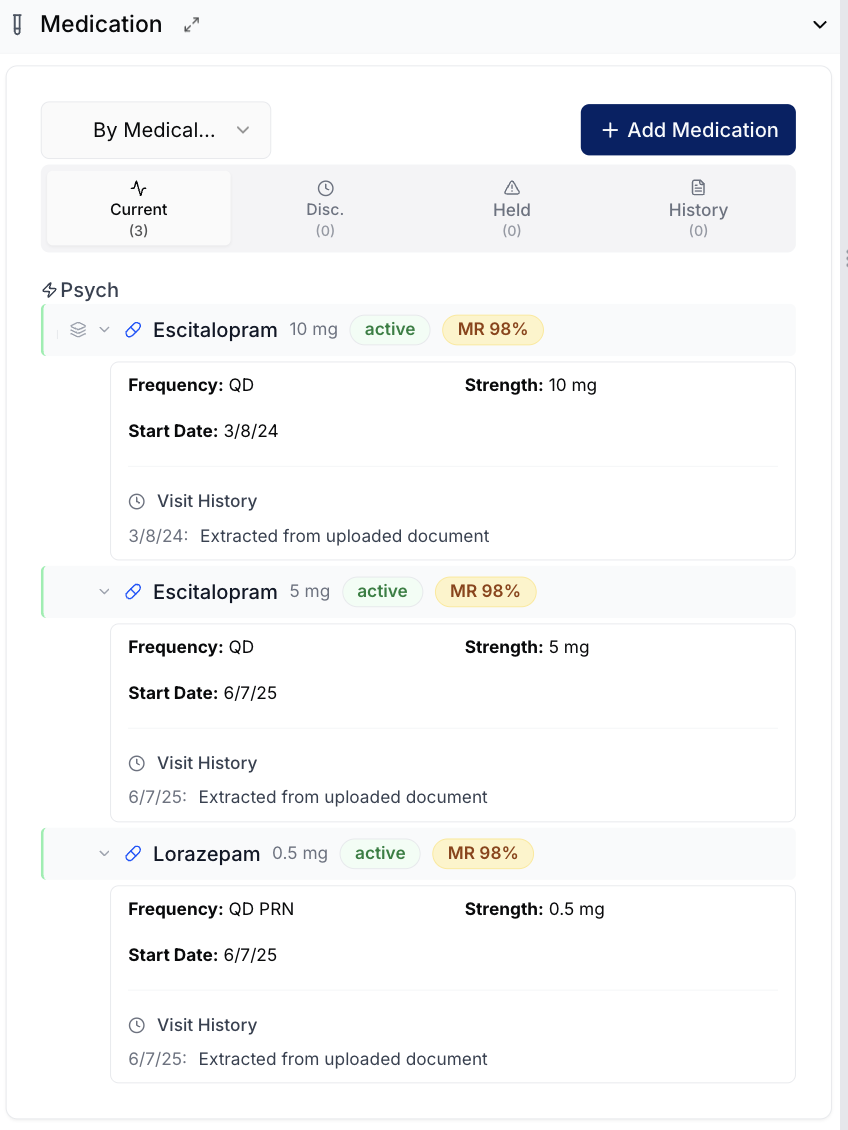 Medication
By Medical...
+ Add Medication
Current Disc. Held History
(3) (0) (0) (0)
Psych
Escitalopram 10 mg active MR 98%
Frequency: QD Strength: 10 mg
Start Date: 3/8/24
Visit History
3/8/24: Extracted from uploaded document
Escitalopram 5 mg active MR 98%
Frequency: QD Strength: 5 mg
Start Date: 6/7/25
Visit History
6/7/25: Extracted from uploaded document
Lorazepam 0.5 mg active MR 98%
Frequency: QD PRN Strength: 0.5 mg
Start Date: 6/7/25
Visit History
6/7/25: Extracted from uploaded document